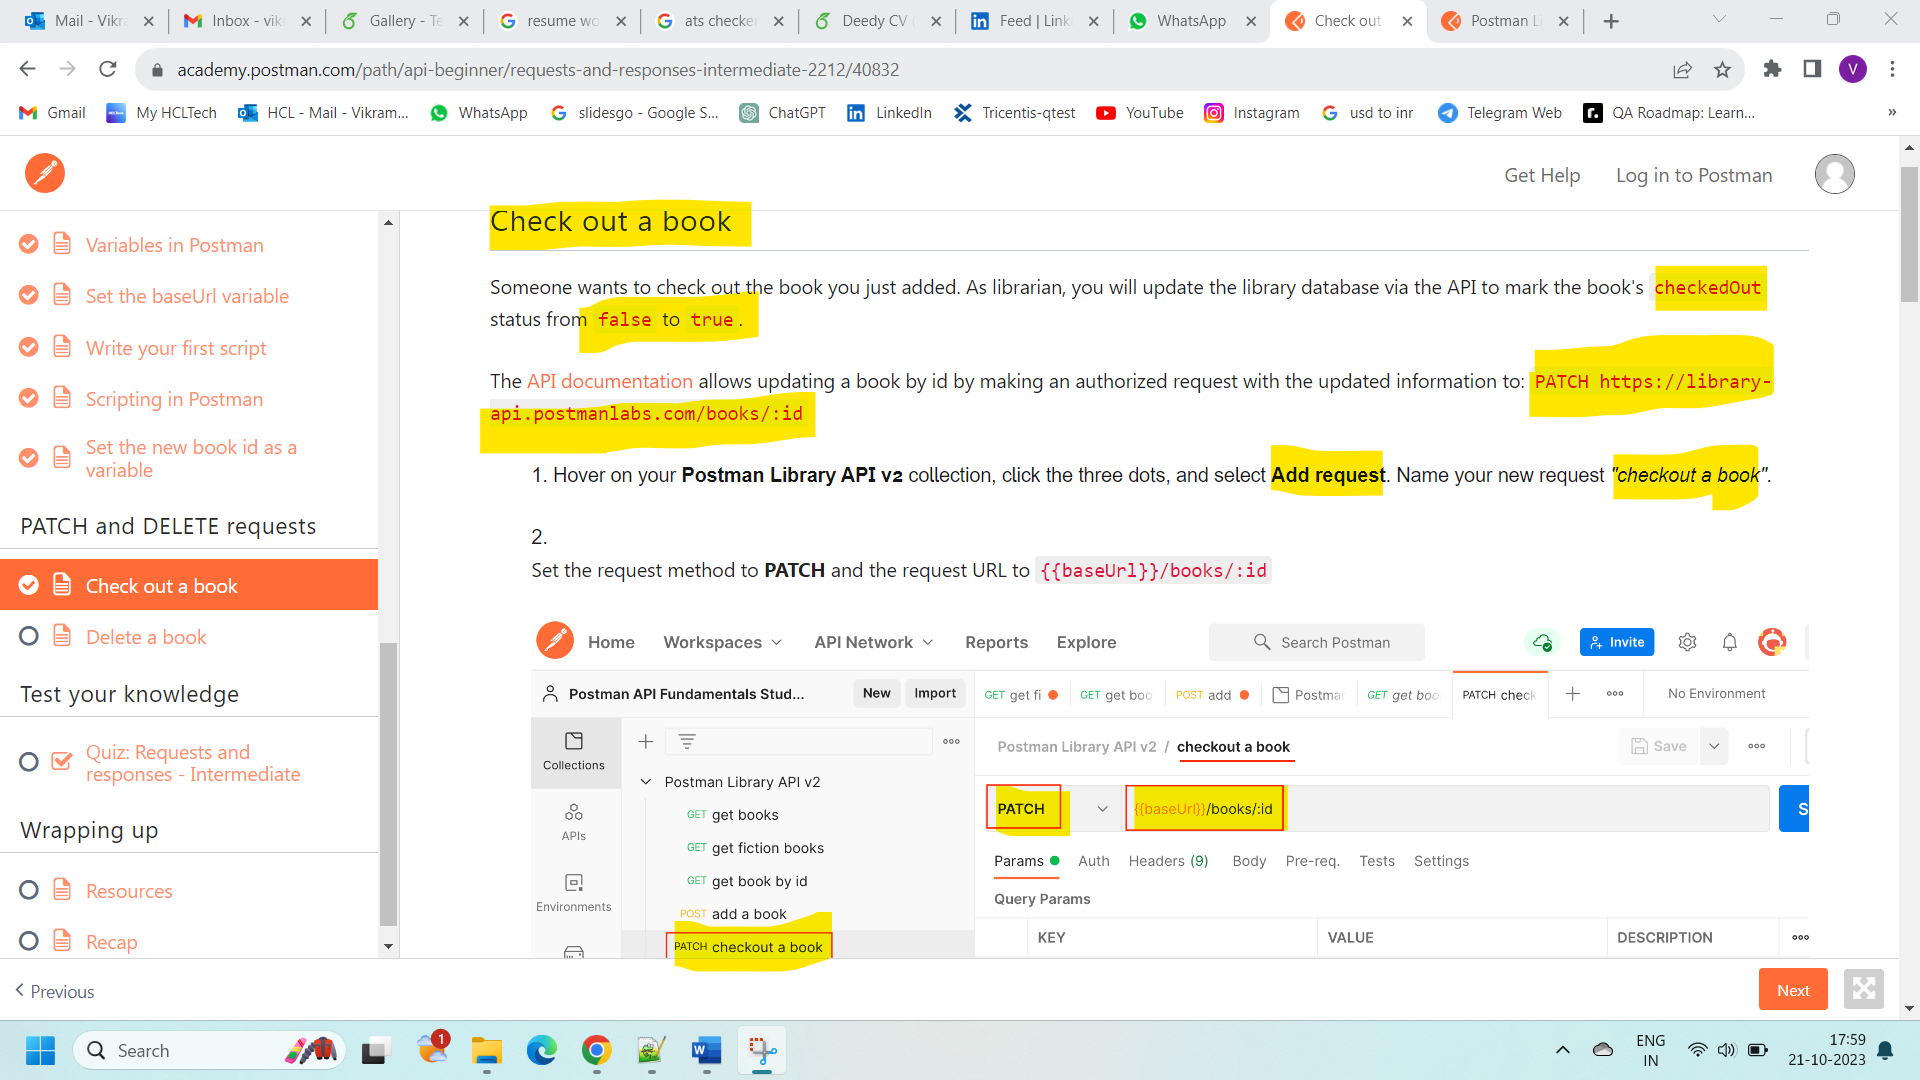 Mail - Vikra
Inbox - vik
Gallery - Te
resume wo
ats checke
Deedy CV
Feed | Link
WhatsApp
Check out
Postman Li
academy.postman.com/path/api-beginner/requests-and-responses-intermediate-2212/40832
V
Gmail
My HCLTech
HCL - Mail - Vikram...
WhatsApp
slidesgo - Google S...
ChatGPT
LinkedIn
Tricentis-qtest
YouTube
Instagram
usd to inr
Telegram Web
QA Roadmap: Learn...
»
Get Help
Log in to Postman
Variables in Postman
Set the baseUrl variable
Write your first script
Scripting in Postman
Set the new book id as a
variable
PATCH and DELETE requests
Check out a book
Delete a book
Test your knowledge
Quiz: Requests and
responses - Intermediate
Wrapping up
Resources
Recap
Check out a book
Someone wants to check out the book you just added. As librarian, you will update the library database via the API to mark the book's checkedOut
status from false to true.
The API documentation allows updating a book by id by making an authorized request with the updated information to: PATCH https://library-
api.postmanlabs.com/books/:id
1. Hover on your Postman Library API v2 collection, click the three dots, and select Add request. Name your new request "checkout a book".
2.
Set the request method to PATCH and the request URL to {{baseUrl}}/books/:id
Home
Workspaces
API Network
Reports
Explore
Search Postman
Invite
Postman API Fundamentals Stud...
New
Import
GET get fi
GET get boo
POST add
Postmar
GET get boo
PATCH check
No Environment
Collections
APIs
Environments
Postman Library API v2
GET get books
GET get fiction books
GET get book by id
POST add a book
PATCH checkout a book
Postman Library API v2 / checkout a book
Save
PATCH
{{baseUrl}}/books/:id
S
Params
Auth
Headers (9)
Body
Pre-req.
Tests
Settings
Query Params
KEY
VALUE
DESCRIPTION
Previous
Next
Search
1
ENG
IN
17:59
21-10-2023